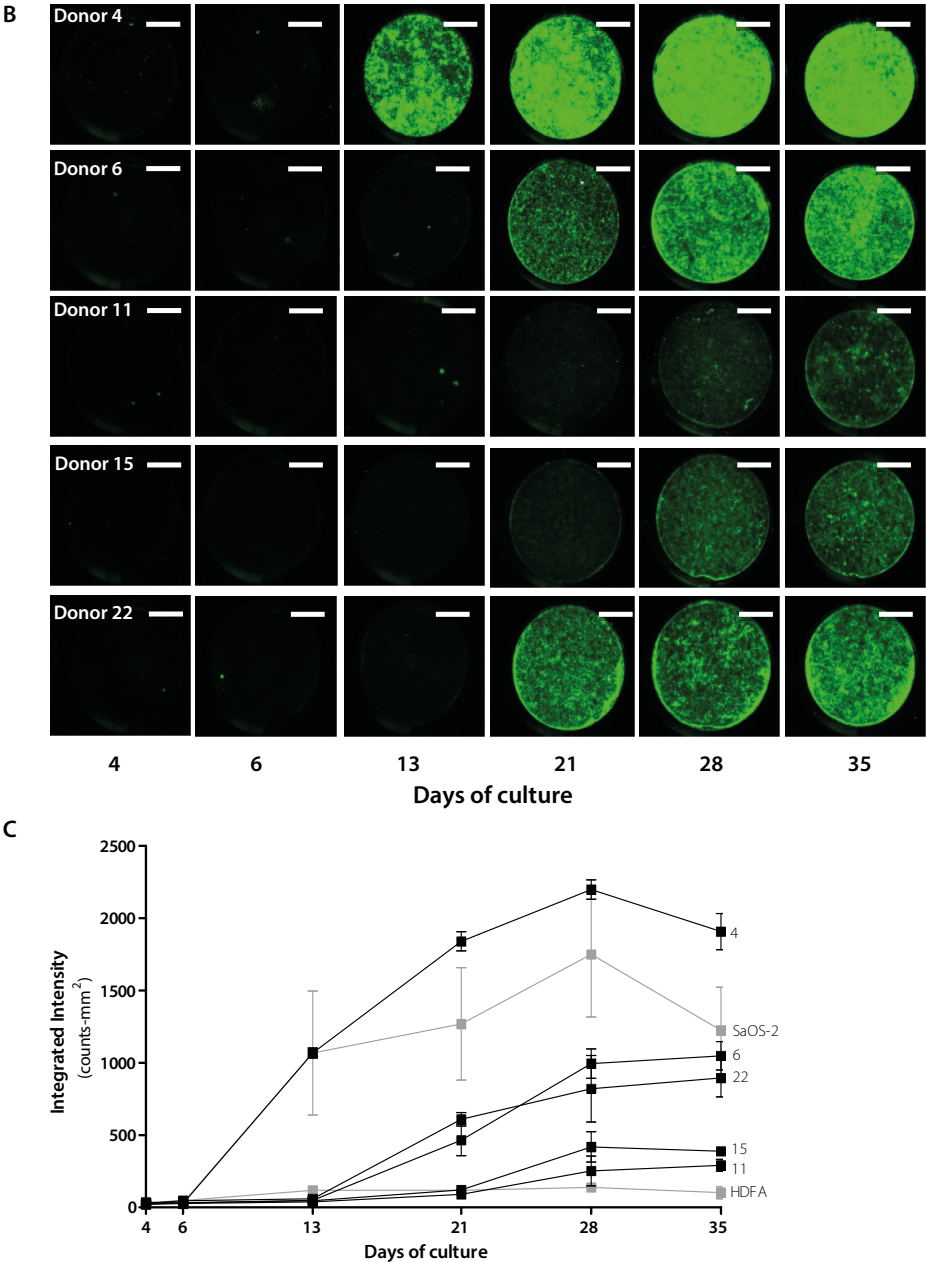 B
Donor 4
Donor 6
Donor 11
Donor 15
Donor 22
4 6 13 21 28 35
Days of culture
C
Integrated Intensity
(counts-mm²)
2500
2000
1500
1000
500
0
4
SaOS-2
6
22
15
11
HDFA
4 6 13 21 28 35
Days of culture